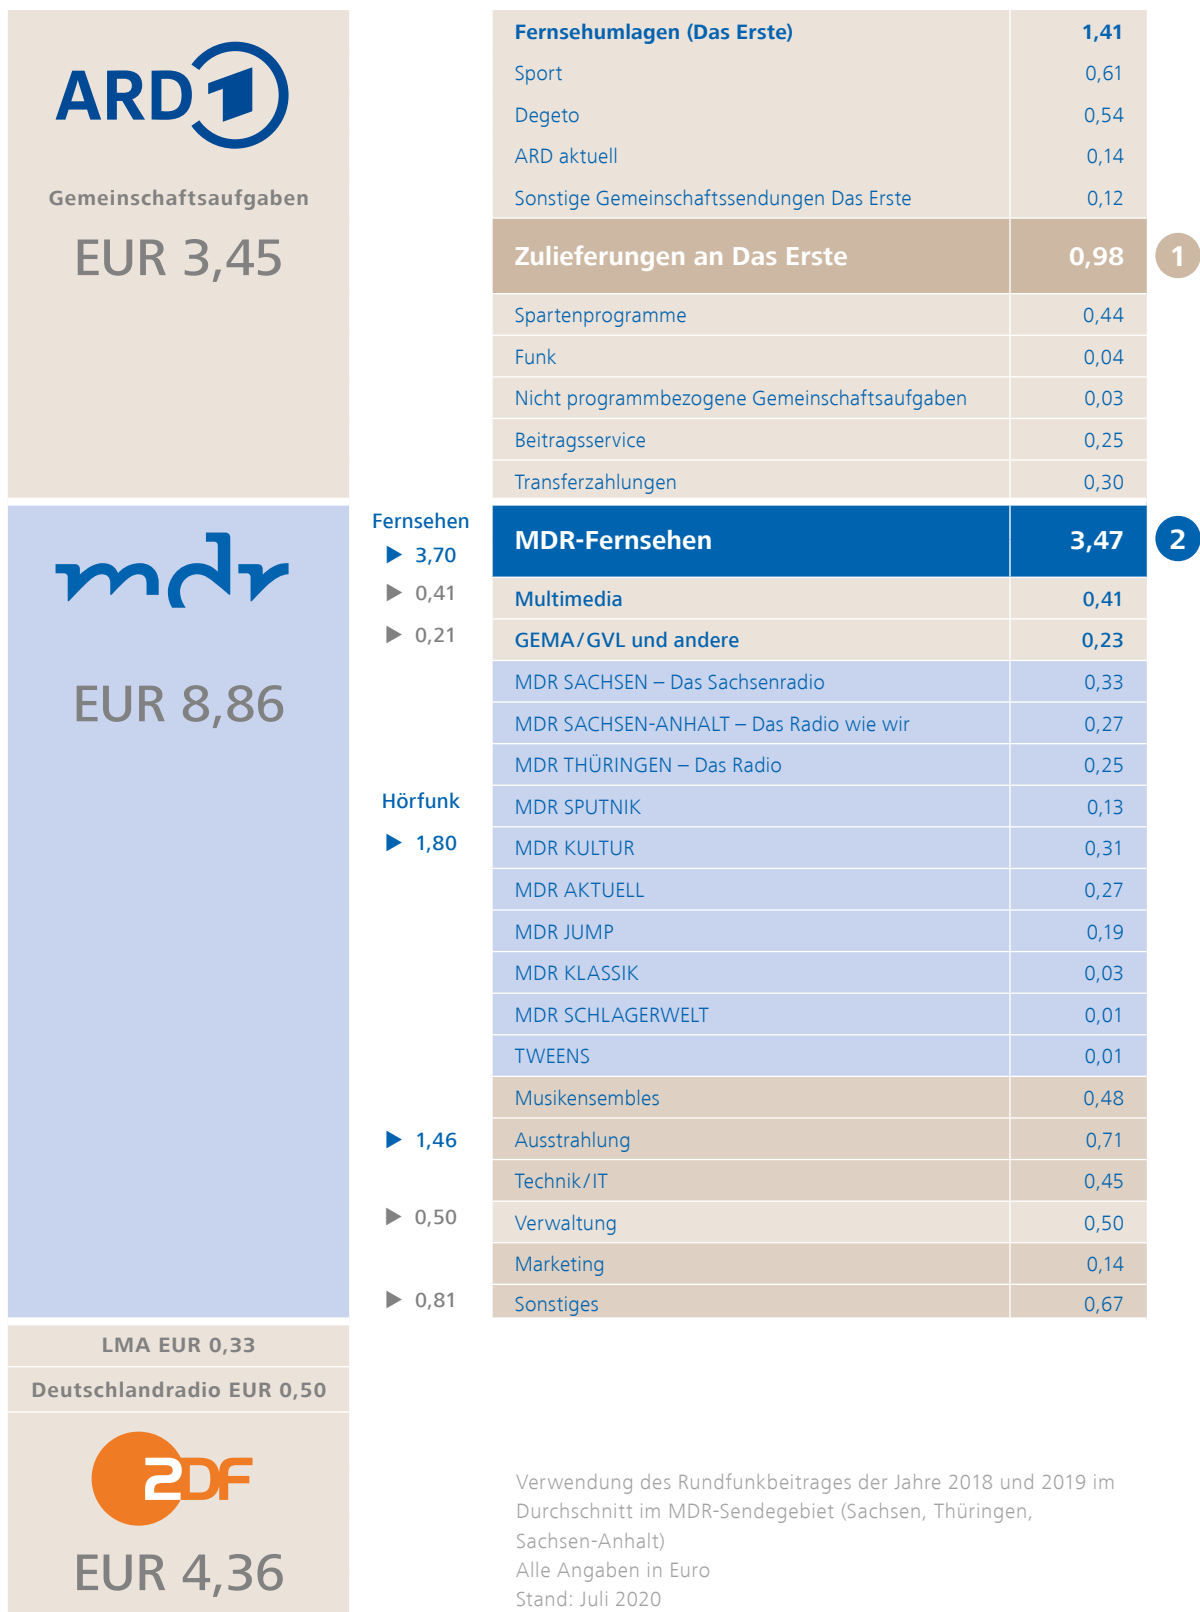 ARD 1
Gemeinschaftsaufgaben
EUR 3,45
Fernsehumlagen (Das Erste) 1,41
Sport 0,61
Degeto 0,54
ARD aktuell 0,14
Sonstige Gemeinschaftssendungen Das Erste 0,12
Zulieferungen an Das Erste 0,98 1
Spartenprogramme 0,44
Funk 0,04
Nicht programmbezogene Gemeinschaftsaufgaben 0,03
Beitragsservice 0,25
Transferzahlungen 0,30
mdr
EUR 8,86
Fernsehen
▶ 3,70
▶ 0,41
▶ 0,21
Hörfunk
▶ 1,80
▶ 1,46
▶ 0,50
▶ 0,81
MDR-Fernsehen 3,47 2
Multimedia 0,41
GEMA/GVL und andere 0,23
MDR SACHSEN – Das Sachsenradio 0,33
MDR SACHSEN-ANHALT – Das Radio wie wir 0,27
MDR THÜRINGEN – Das Radio 0,25
MDR SPUTNIK 0,13
MDR KULTUR 0,31
MDR AKTUELL 0,27
MDR JUMP 0,19
MDR KLASSIK 0,03
MDR SCHLAGERWELT 0,01
TWEENS 0,01
Musikensembles 0,48
Ausstrahlung 0,71
Technik/IT 0,45
Verwaltung 0,50
Marketing 0,14
Sonstiges 0,67
LMA EUR 0,33
Deutschlandradio EUR 0,50
2DF
EUR 4,36
Verwendung des Rundfunkbeitrages der Jahre 2018 und 2019 im
Durchschnitt im MDR-Sendegebiet (Sachsen, Thüringen,
Sachsen-Anhalt)
Alle Angaben in Euro
Stand: Juli 2020